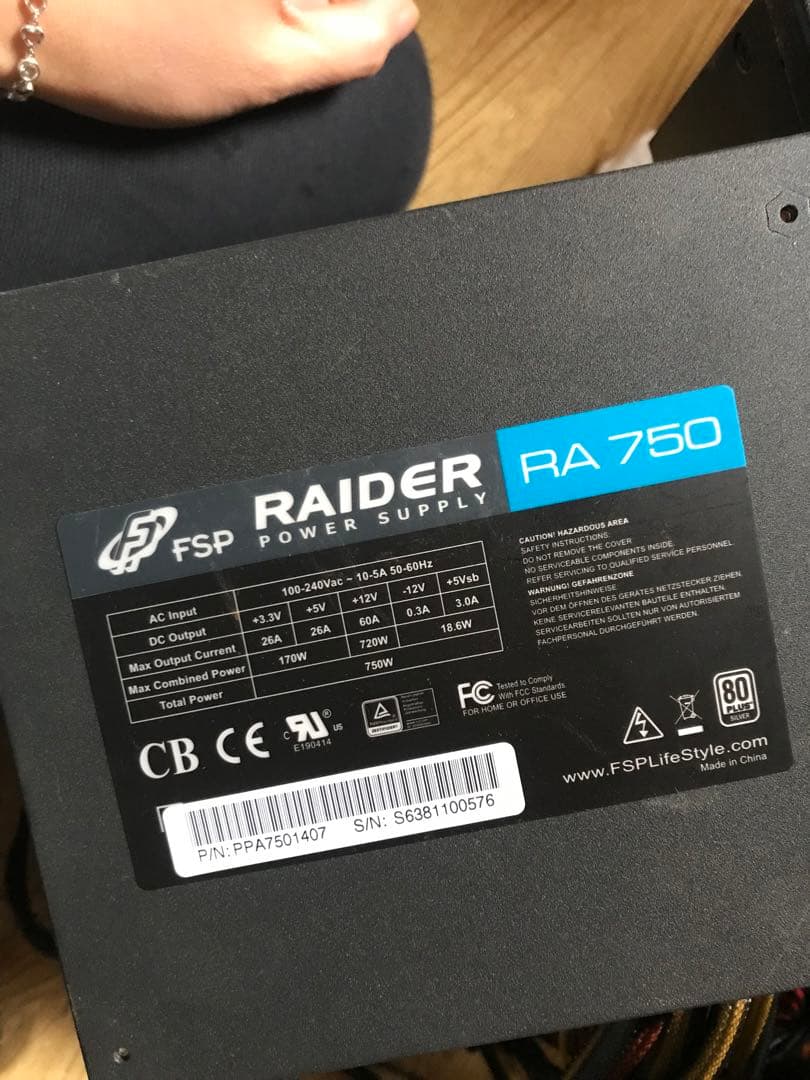 FSP
RAIDER
POWER SUPPLY
RA 750
AC Input 100-240Vac ~ 10-5A 50-60Hz
DC Output +3.3V +5V +12V -12V +5Vsb
Max Output Current 26A 26A 60A 0.3A 3.0A
Max Combined Power 170W 720W 18.6W
Total Power 750W
CAUTION! HAZARDOUS AREA
SAFETY INSTRUCTIONS:
DO NOT REMOVE THE COVER
NO SERVICEABLE COMPONENTS INSIDE
REFER SERVICING TO QUALIFIED SERVICE PERSONNEL
WARNUNG! GEFAHRENZONE
SICHERHEITSHINWEISE
VOR DEM ÖFFNEN DES GERÄTES NETZSTECKER ZIEHEN
KEINE SERVICERELEVANTEN BAUTEILE ENTHALTEN.
SERVICEARBEITEN SOLLTEN NUR VON AUTORISIERTEM
FACHPERSONAL DURCHGEFÜHRT WERDEN.
CB CE
c RU ® US
E190414
FC Tested to Comply
With FCC Standards
FOR HOME OR OFFICE USE
80
PLUS
SILVER
www.FSPLifeStyle.com
Made in China
P/N: PPA7501407 S/N: S6381100576